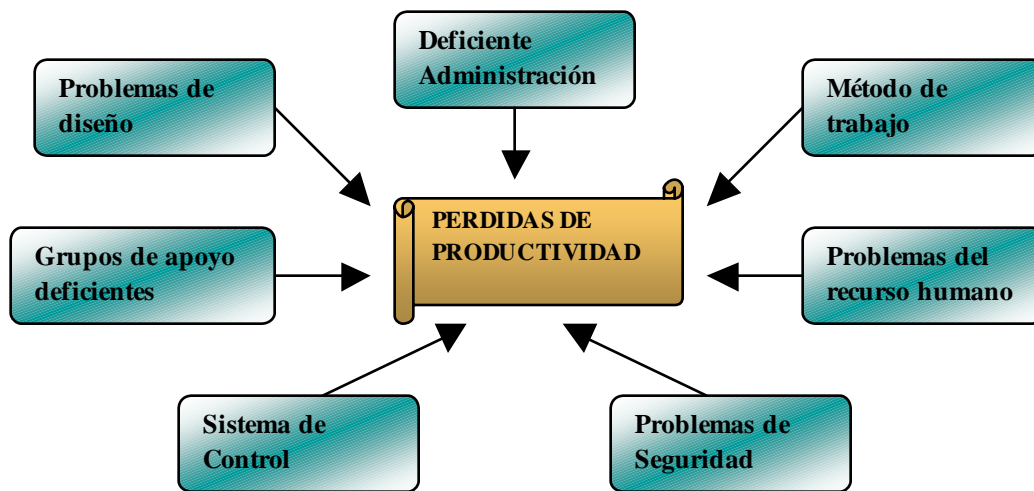 Deficiente
Administración
Problemas de
diseño
Método de
trabajo
PERDIDAS DE
PRODUCTIVIDAD
Grupos de apoyo
deficientes
Problemas del
recurso humano
Sistema de
Control
Problemas de
Seguridad